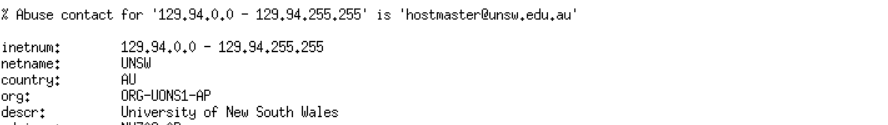 % Abuse contact for '129.94.0.0 - 129.94.255.255' is 'hostmaster@unsw.edu.au'
inetnum: 129.94.0.0 - 129.94.255.255
netname: UNSW
country: AU
org: ORG-UONS1-AP
descr: University of New South Wales